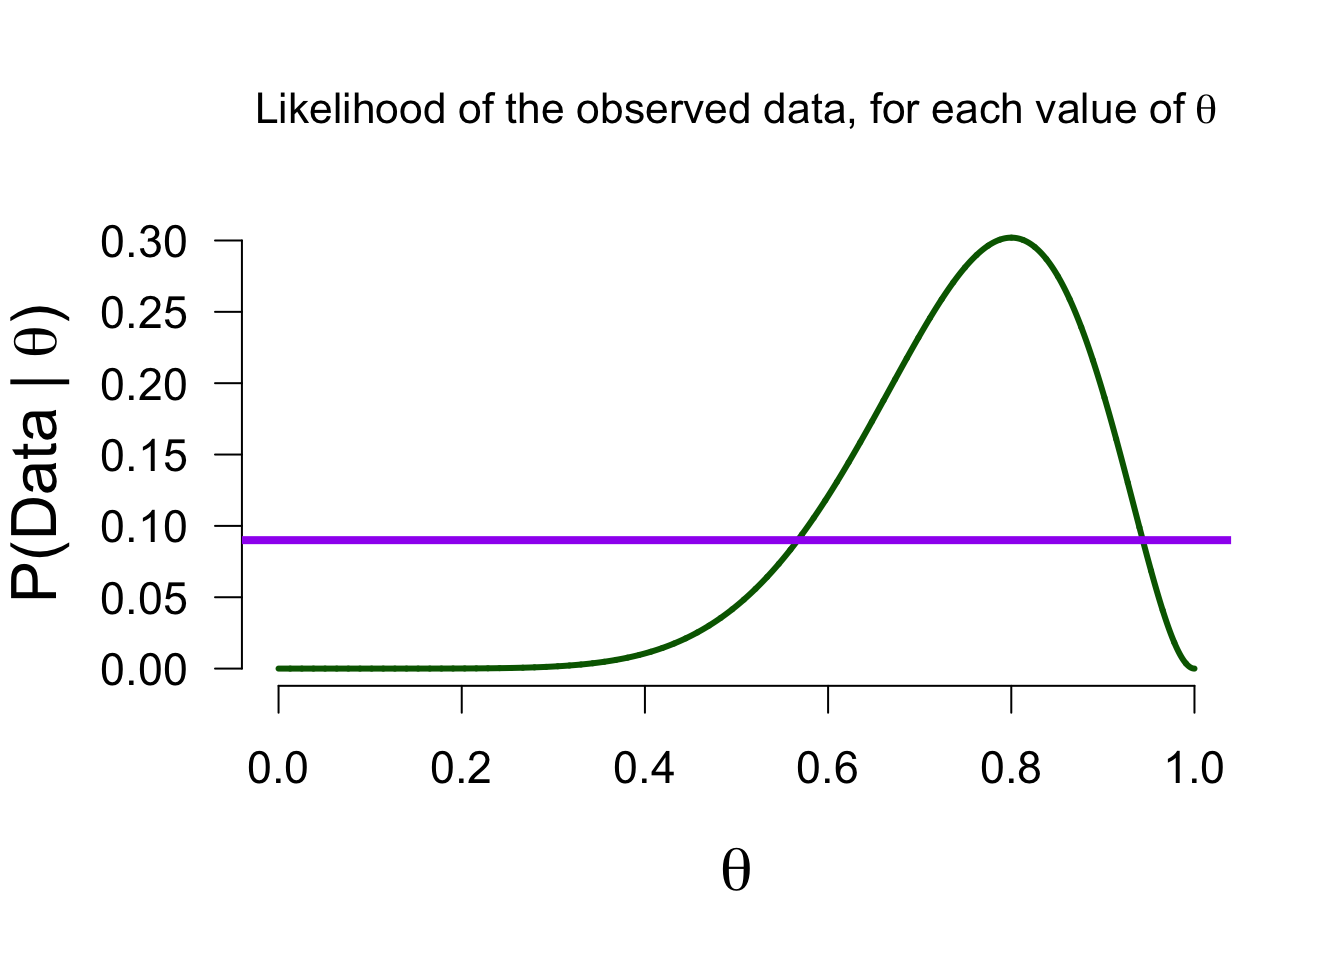 Likelihood of the observed data, for each value of θ
P(Data | θ)
0.30
0.25
0.20
0.15
0.10
0.05
0.00
0.0 0.2 0.4 0.6 0.8 1.0
θ